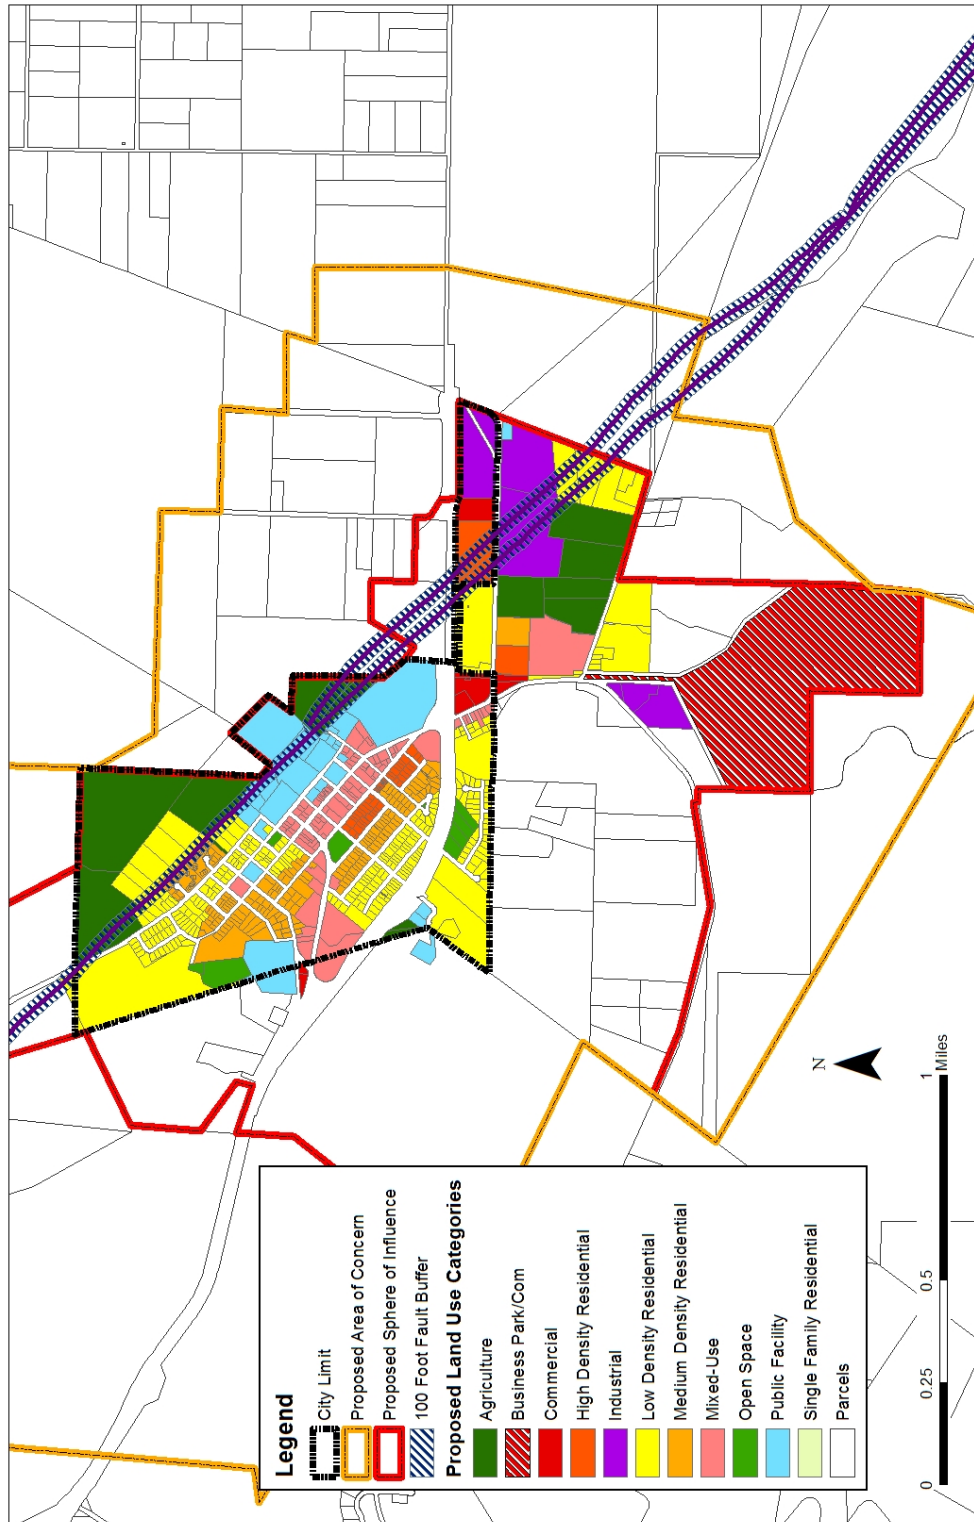 Legend
City Limit
Proposed Area of Concern
Proposed Sphere of Influence
100 Foot Fault Buffer
Proposed Land Use Categories
Agriculture
Business Park/Com
Commercial
High Density Residential
Industrial
Low Density Residential
Medium Density Residential
Mixed-Use
Open Space
Public Facility
Single Family Residential
Parcels
N
0 0.25 0.5 1
Miles